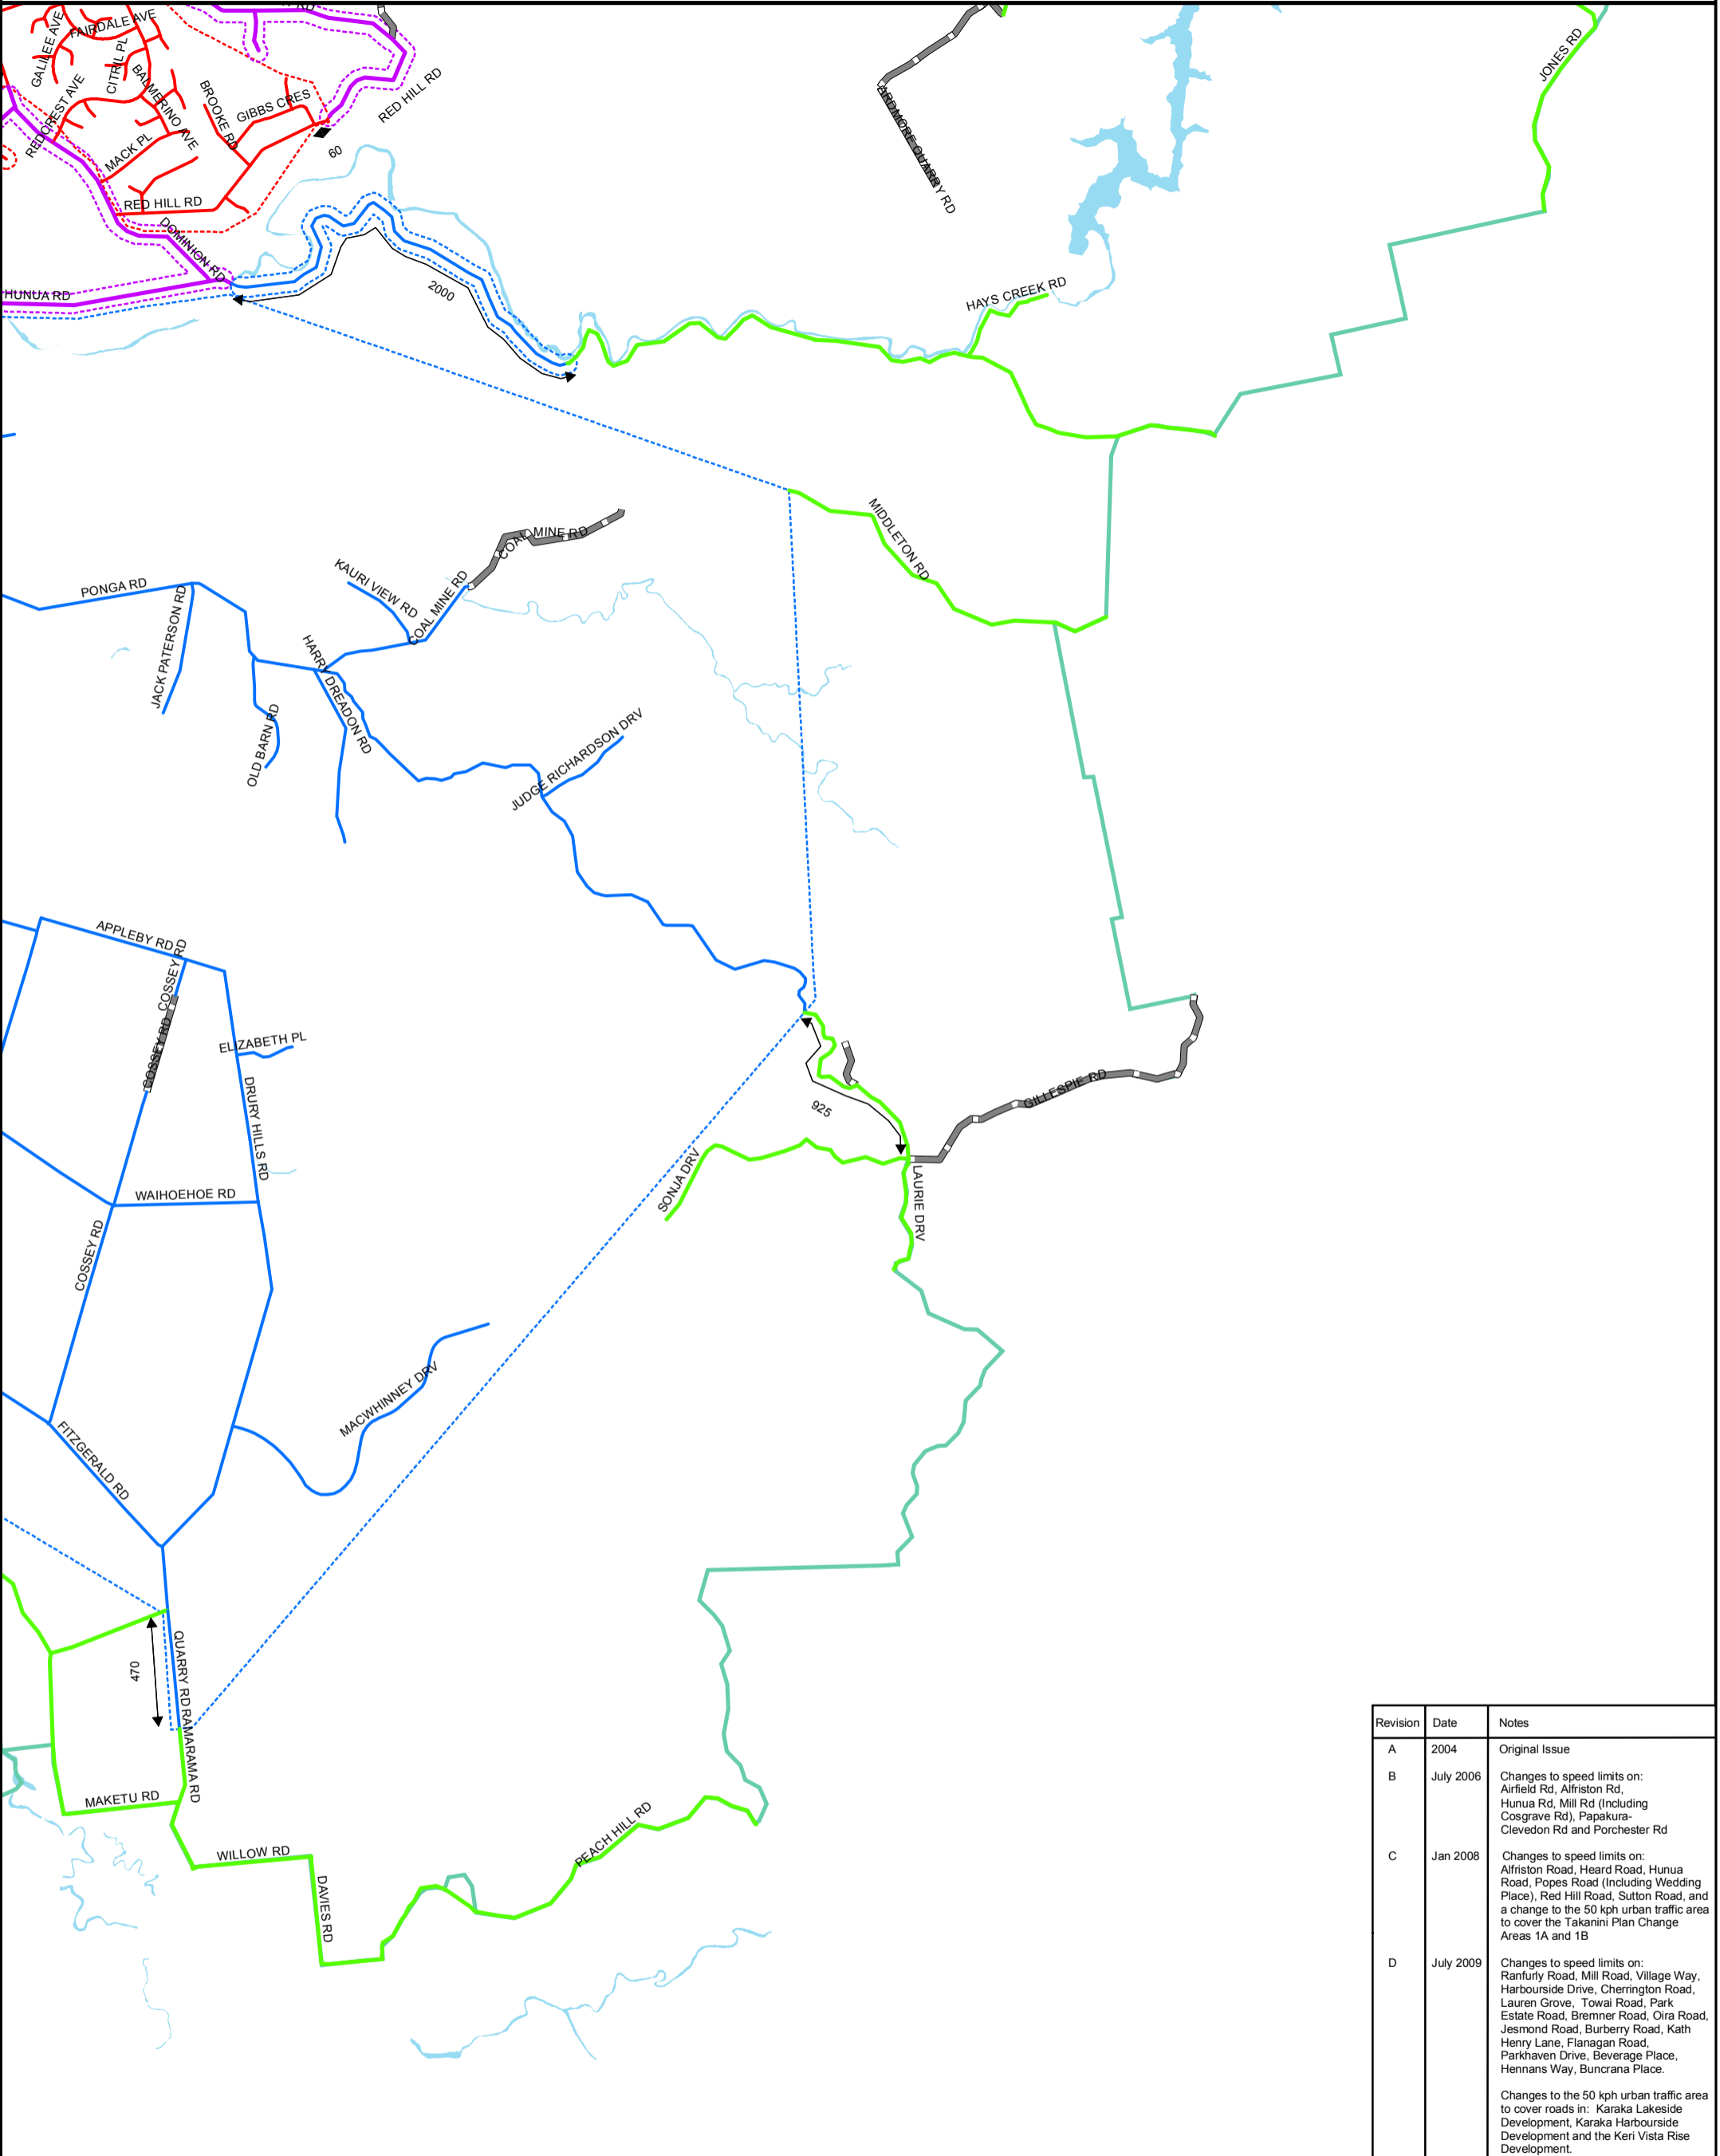 GALILEE AVE
FAIRDALE AVE
CITRIL PL
REDCREST AVE
BALMERINO AVE
BROOKE RD
GIBBS CRES
MACK PL
RED HILL RD
60
RED HILL RD
DOMINION RD
HUNUA RD
2000
ARDMORE QUARRY RD
JONES RD
HAYS CREEK RD
MIDDLETON RD
COAL MINE RD
KAURI VIEW RD
COAL MINE RD
PONGA RD
JACK PATERSON RD
HARRY DREADON RD
OLD BARN RD
JUDGE RICHARDSON DRV
APPLEBY RD
COSSEY RD
COSSEY RD
ELIZABETH PL
DRURY HILLS RD
WAIHOEHOE RD
COSSEY RD
925
GILLESPIE RD
SONJA DRV
LAURIE DRV
MACWHINNEY DRV
FITZGERALD RD
470
QUARRY RD
RAMARAMA RD
MAKETU RD
WILLOW RD
DAVIES RD
PEACH HILL RD
Revision Date Notes
A 2004 Original Issue
B July 2006 Changes to speed limits on:
Airfield Rd, Alfriston Rd,
Hunua Rd, Mill Rd (Including
Cosgrave Rd), Papakura-
Clevedon Rd and Porchester Rd
C Jan 2008 Changes to speed limits on:
Alfriston Road, Heard Road, Hunua
Road, Popes Road (Including Wedding
Place), Red Hill Road, Sutton Road, and
a change to the 50 kph urban traffic area
to cover the Takanini Plan Change
Areas 1A and 1B
D July 2009 Changes to speed limits on:
Ranfurly Road, Mill Road, Village Way,
Harbourside Drive, Cherrington Road,
Lauren Grove, Towai Road, Park
Estate Road, Bremner Road, Oira Road,
Jesmond Road, Burberry Road, Kath
Henry Lane, Flanagan Road,
Parkhaven Drive, Beverage Place,
Hennans Way, Buncrana Place.
Changes to the 50 kph urban traffic area
to cover roads in: Karaka Lakeside
Development, Karaka Harbourside
Development and the Keri Vista Rise
Development.